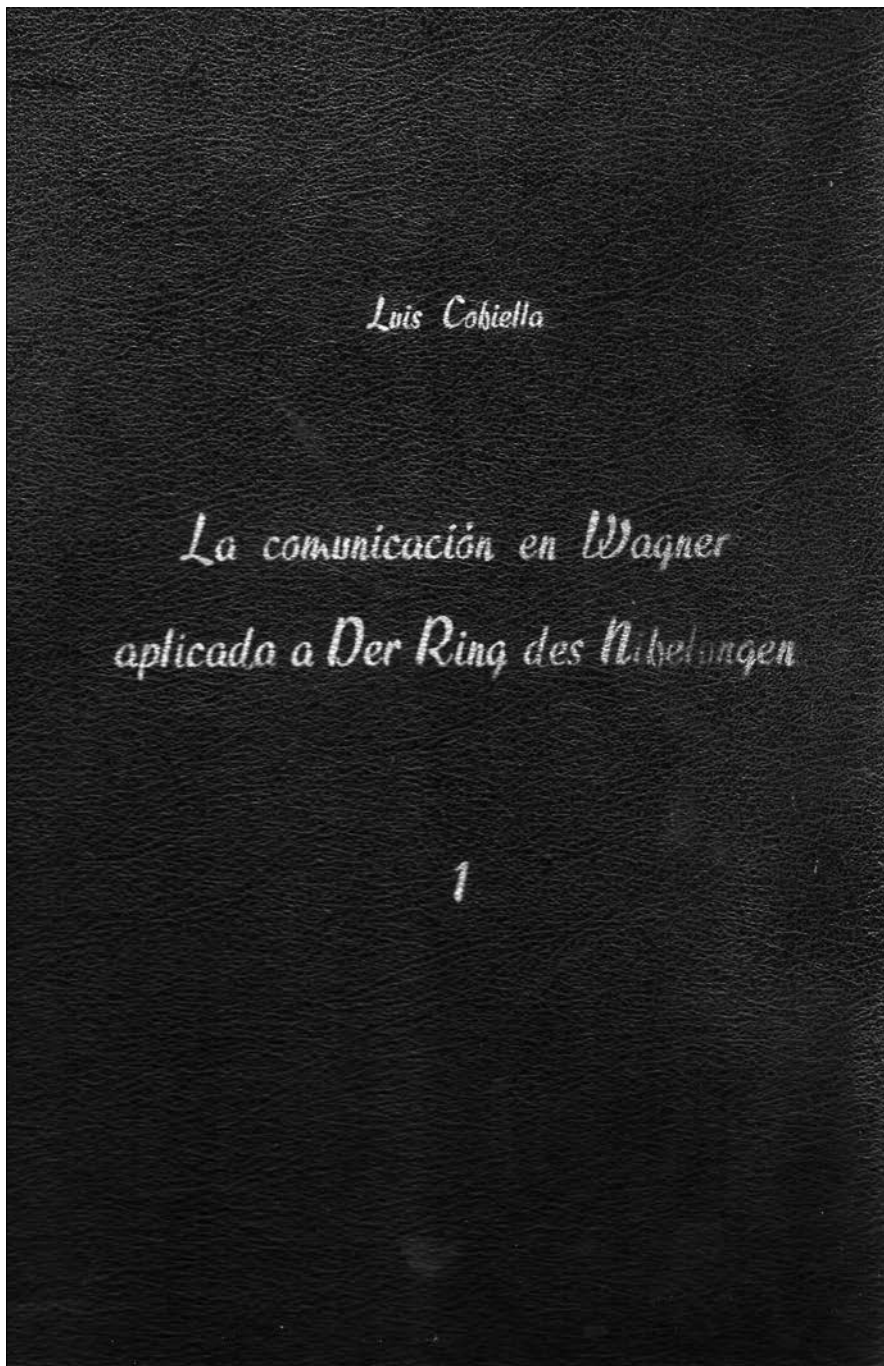 Luis Cobiella
La comunicación en Wagner
aplicada a Der Ring des Nibelungen
1